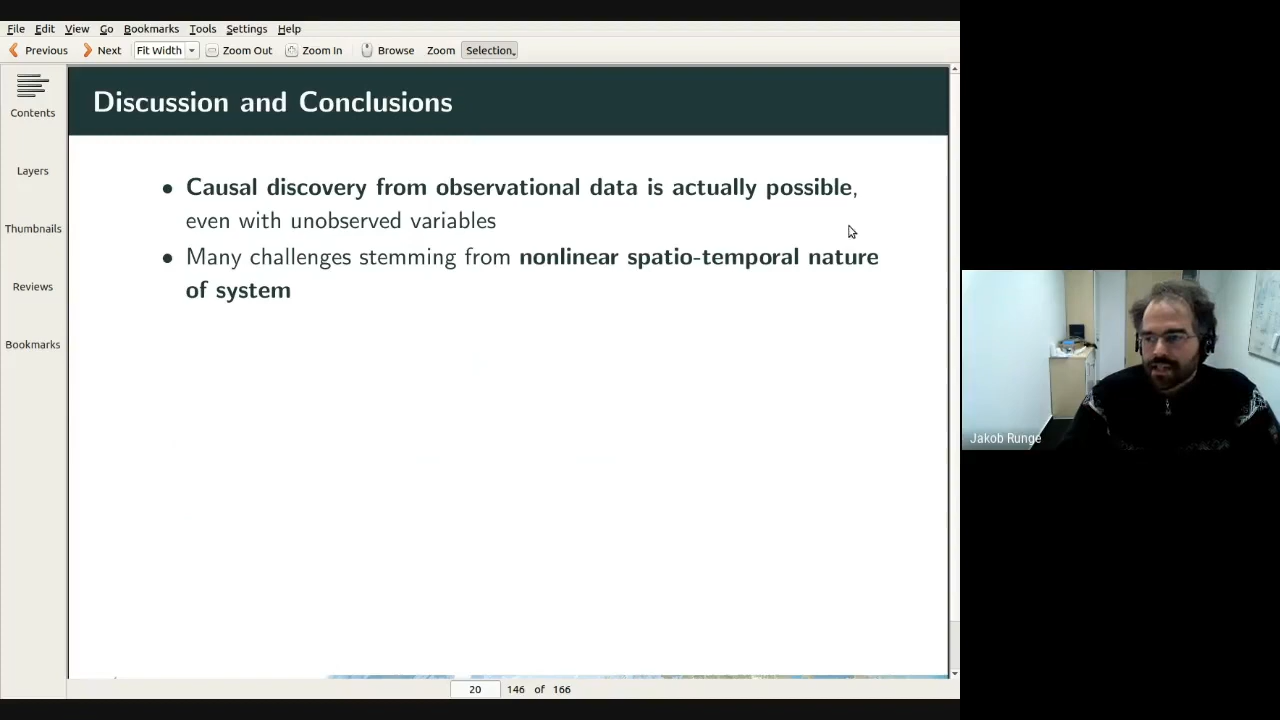 File Edit View Go Bookmarks Tools Settings Help
Previous Next Fit Width Zoom Out Zoom In Browse Zoom Selection
Contents
Layers
Thumbnails
Reviews
Bookmarks
Discussion and Conclusions
• Causal discovery from observational data is actually possible,
even with unobserved variables
• Many challenges stemming from nonlinear spatio-temporal nature
of system
Jakob Runge
20 146 of 166